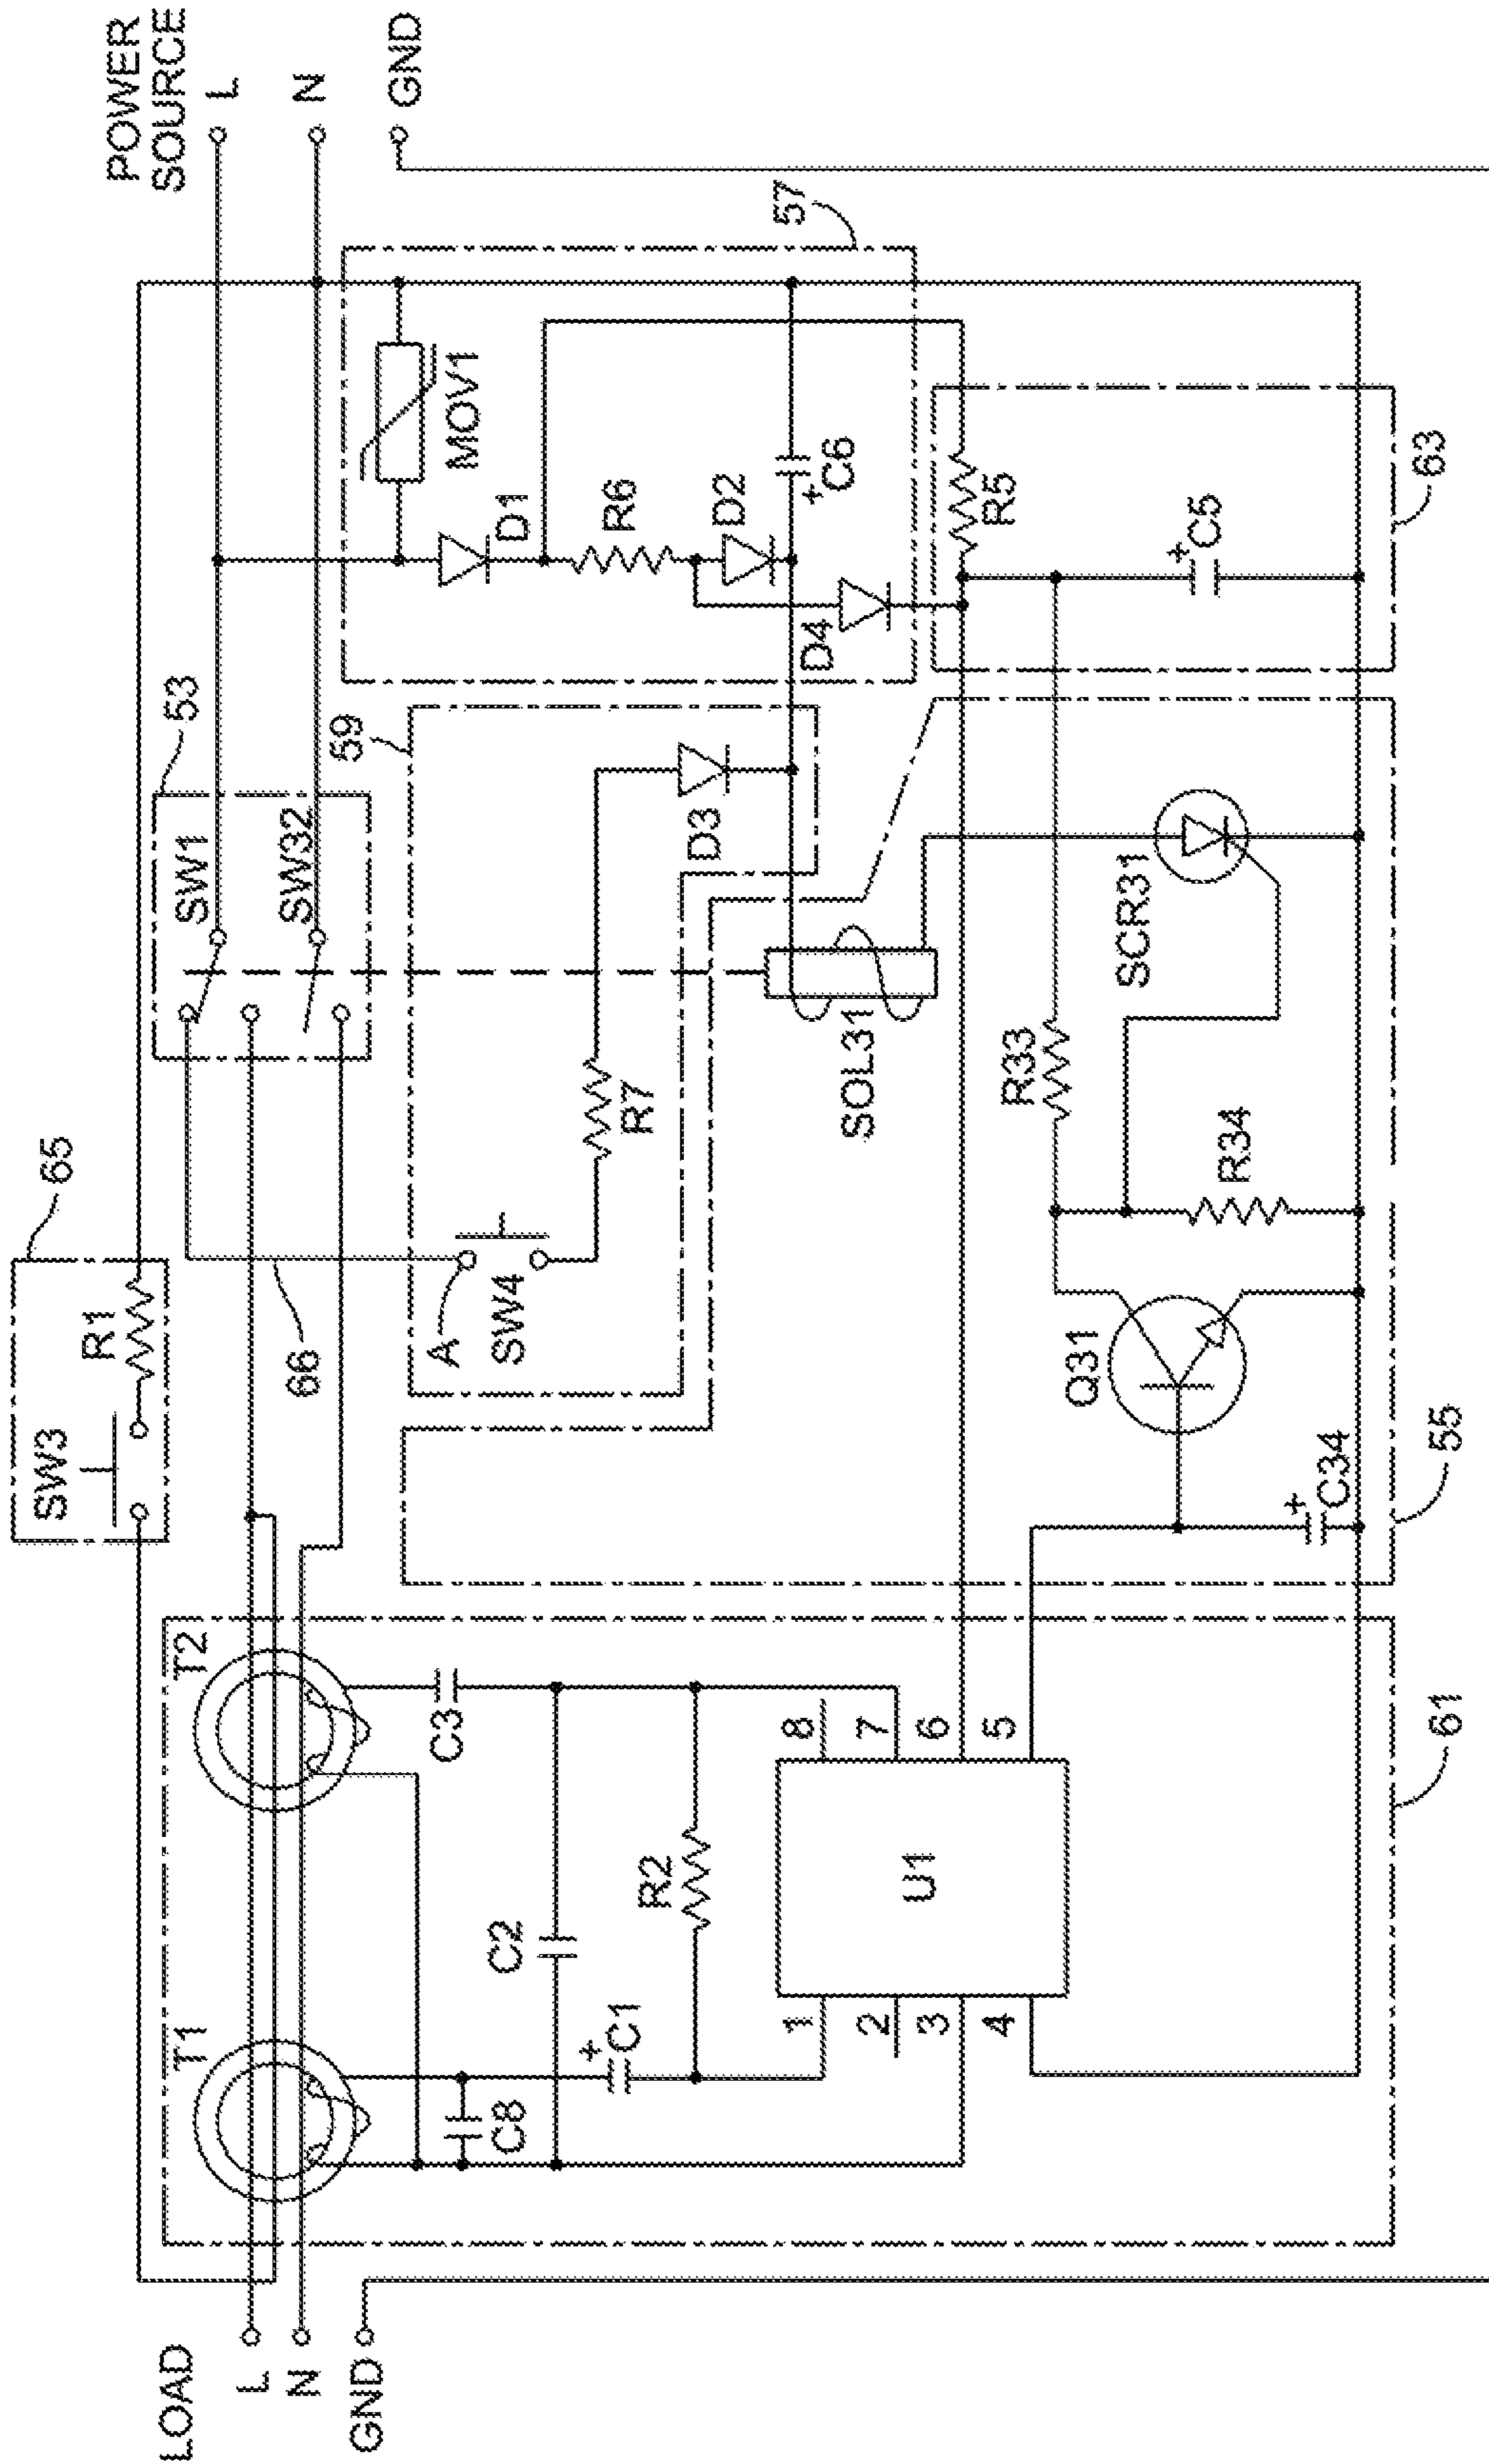 POWER
SOURCE
L
N
GND
57
MOV1
D1
R6
D2
C6
+
D4
R5
C5
+
63
53
SW1
SW32
59
D3
SOL31
SCR31
R33
R34
R7
65
R1
SW3
66
A
SW4
Q31
C34
+
55
T2
C3
8
7
6
5
61
R2
U1
C2
C1
+
1
2
3
4
T1
C8
LOAD
L
N
GND